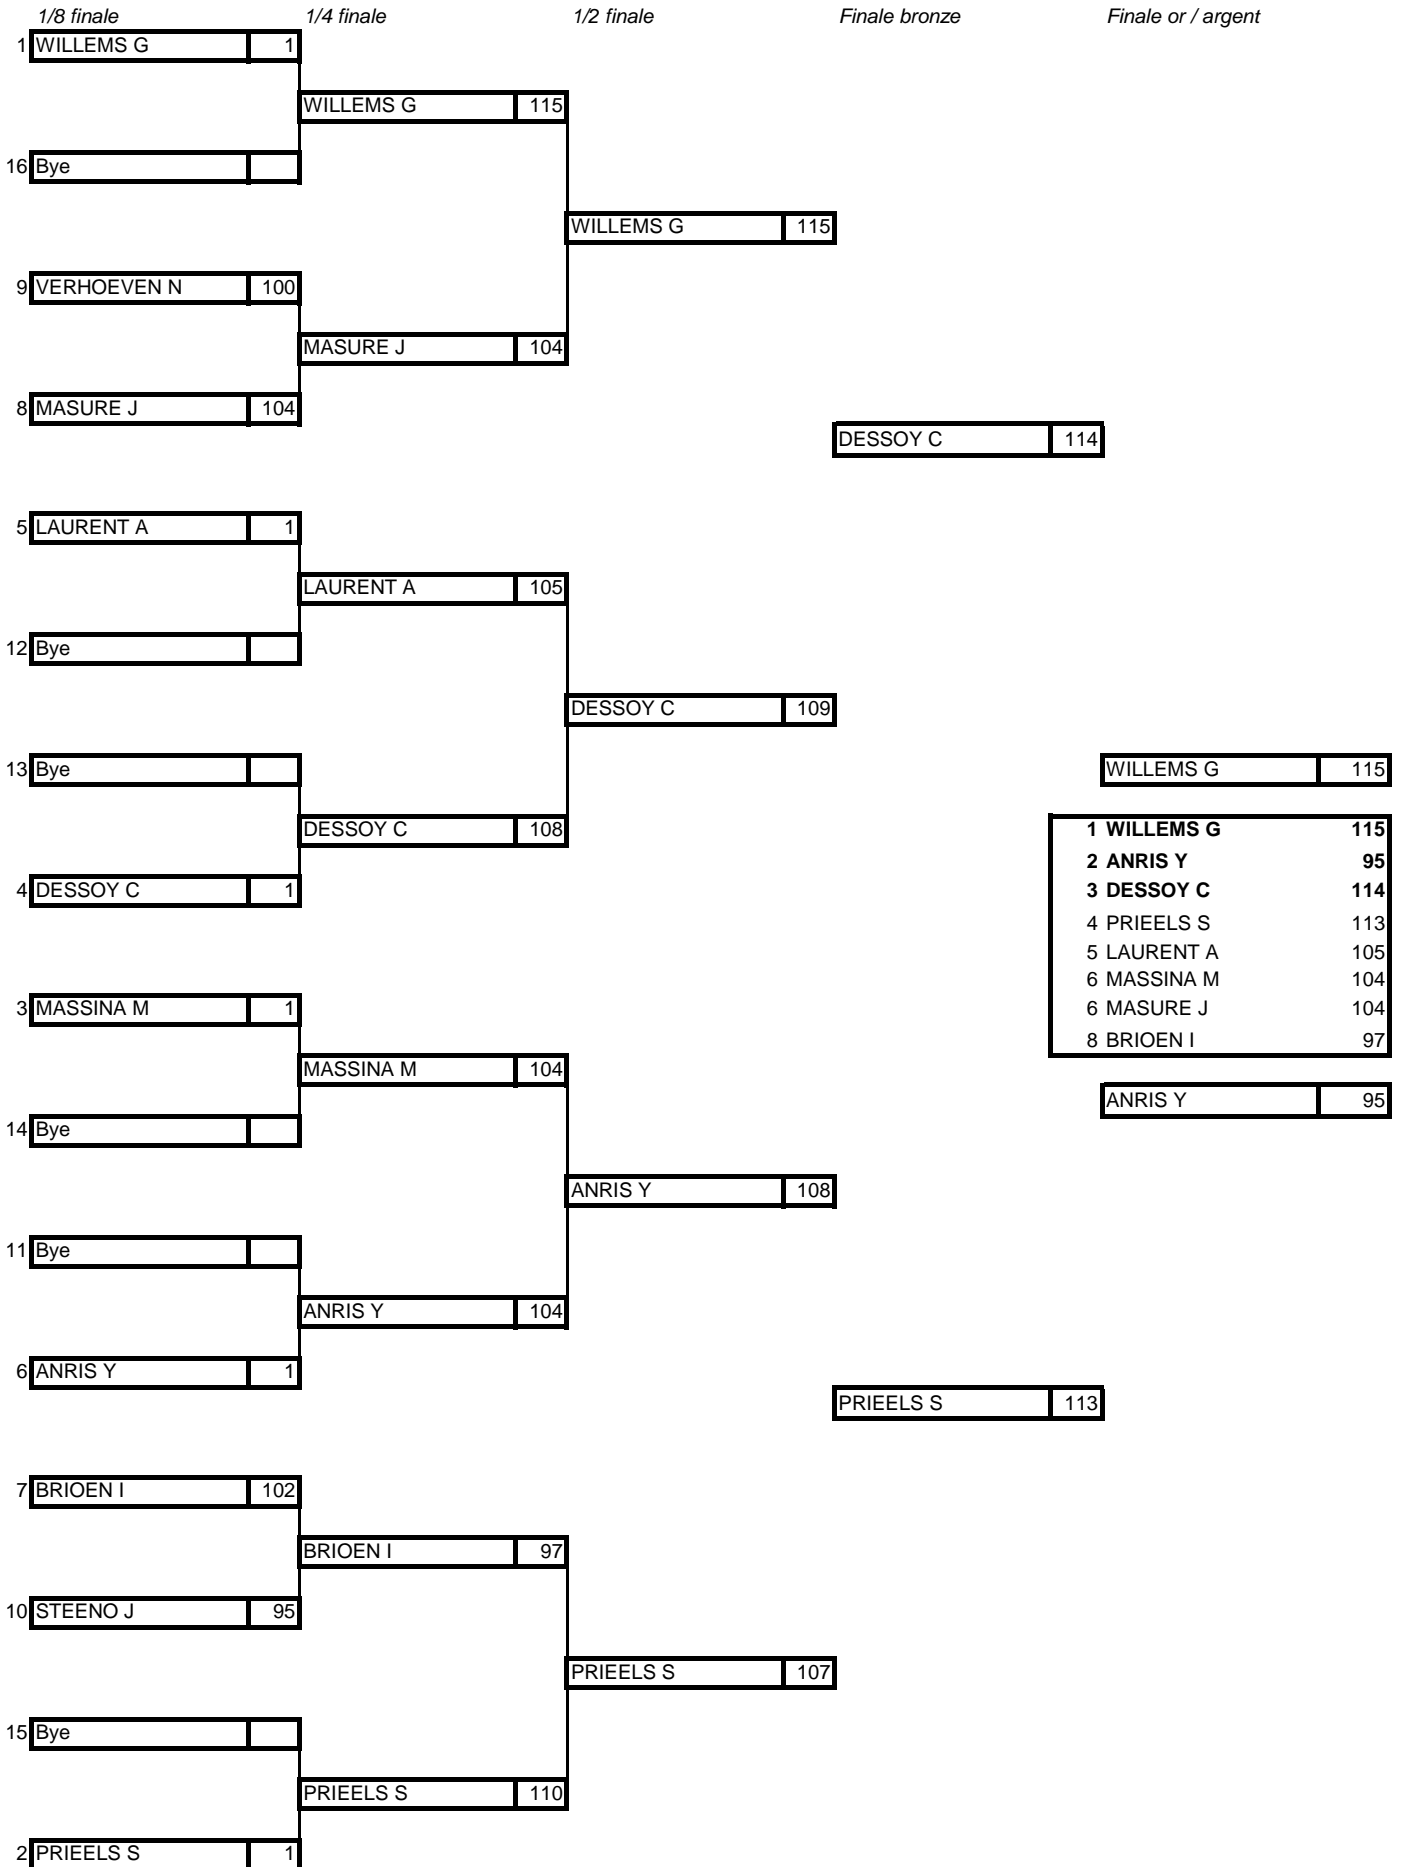 1/8 finale 1/4 finale 1/2 finale Finale bronze Finale or / argent
1 WILLEMS G 1
WILLEMS G 115
16 Bye
WILLEMS G 115
9 VERHOEVEN N 100
MASURE J 104
8 MASURE J 104
DESSOY C 114
5 LAURENT A 1
LAURENT A 105
12 Bye
DESSOY C 109
13 Bye
WILLEMS G 115
DESSOY C 108
1 WILLEMS G 115
2 ANRIS Y 95
4 DESSOY C 1
3 DESSOY C 114
4 PRIEELS S 113
5 LAURENT A 105
6 MASSINA M 104
3 MASSINA M 1
6 MASURE J 104
8 BRIOEN I 97
MASSINA M 104
ANRIS Y 95
14 Bye
ANRIS Y 108
11 Bye
ANRIS Y 104
6 ANRIS Y 1
PRIEELS S 113
7 BRIOEN I 102
BRIOEN I 97
10 STEENO J 95
PRIEELS S 107
15 Bye
PRIEELS S 110
2 PRIEELS S 1